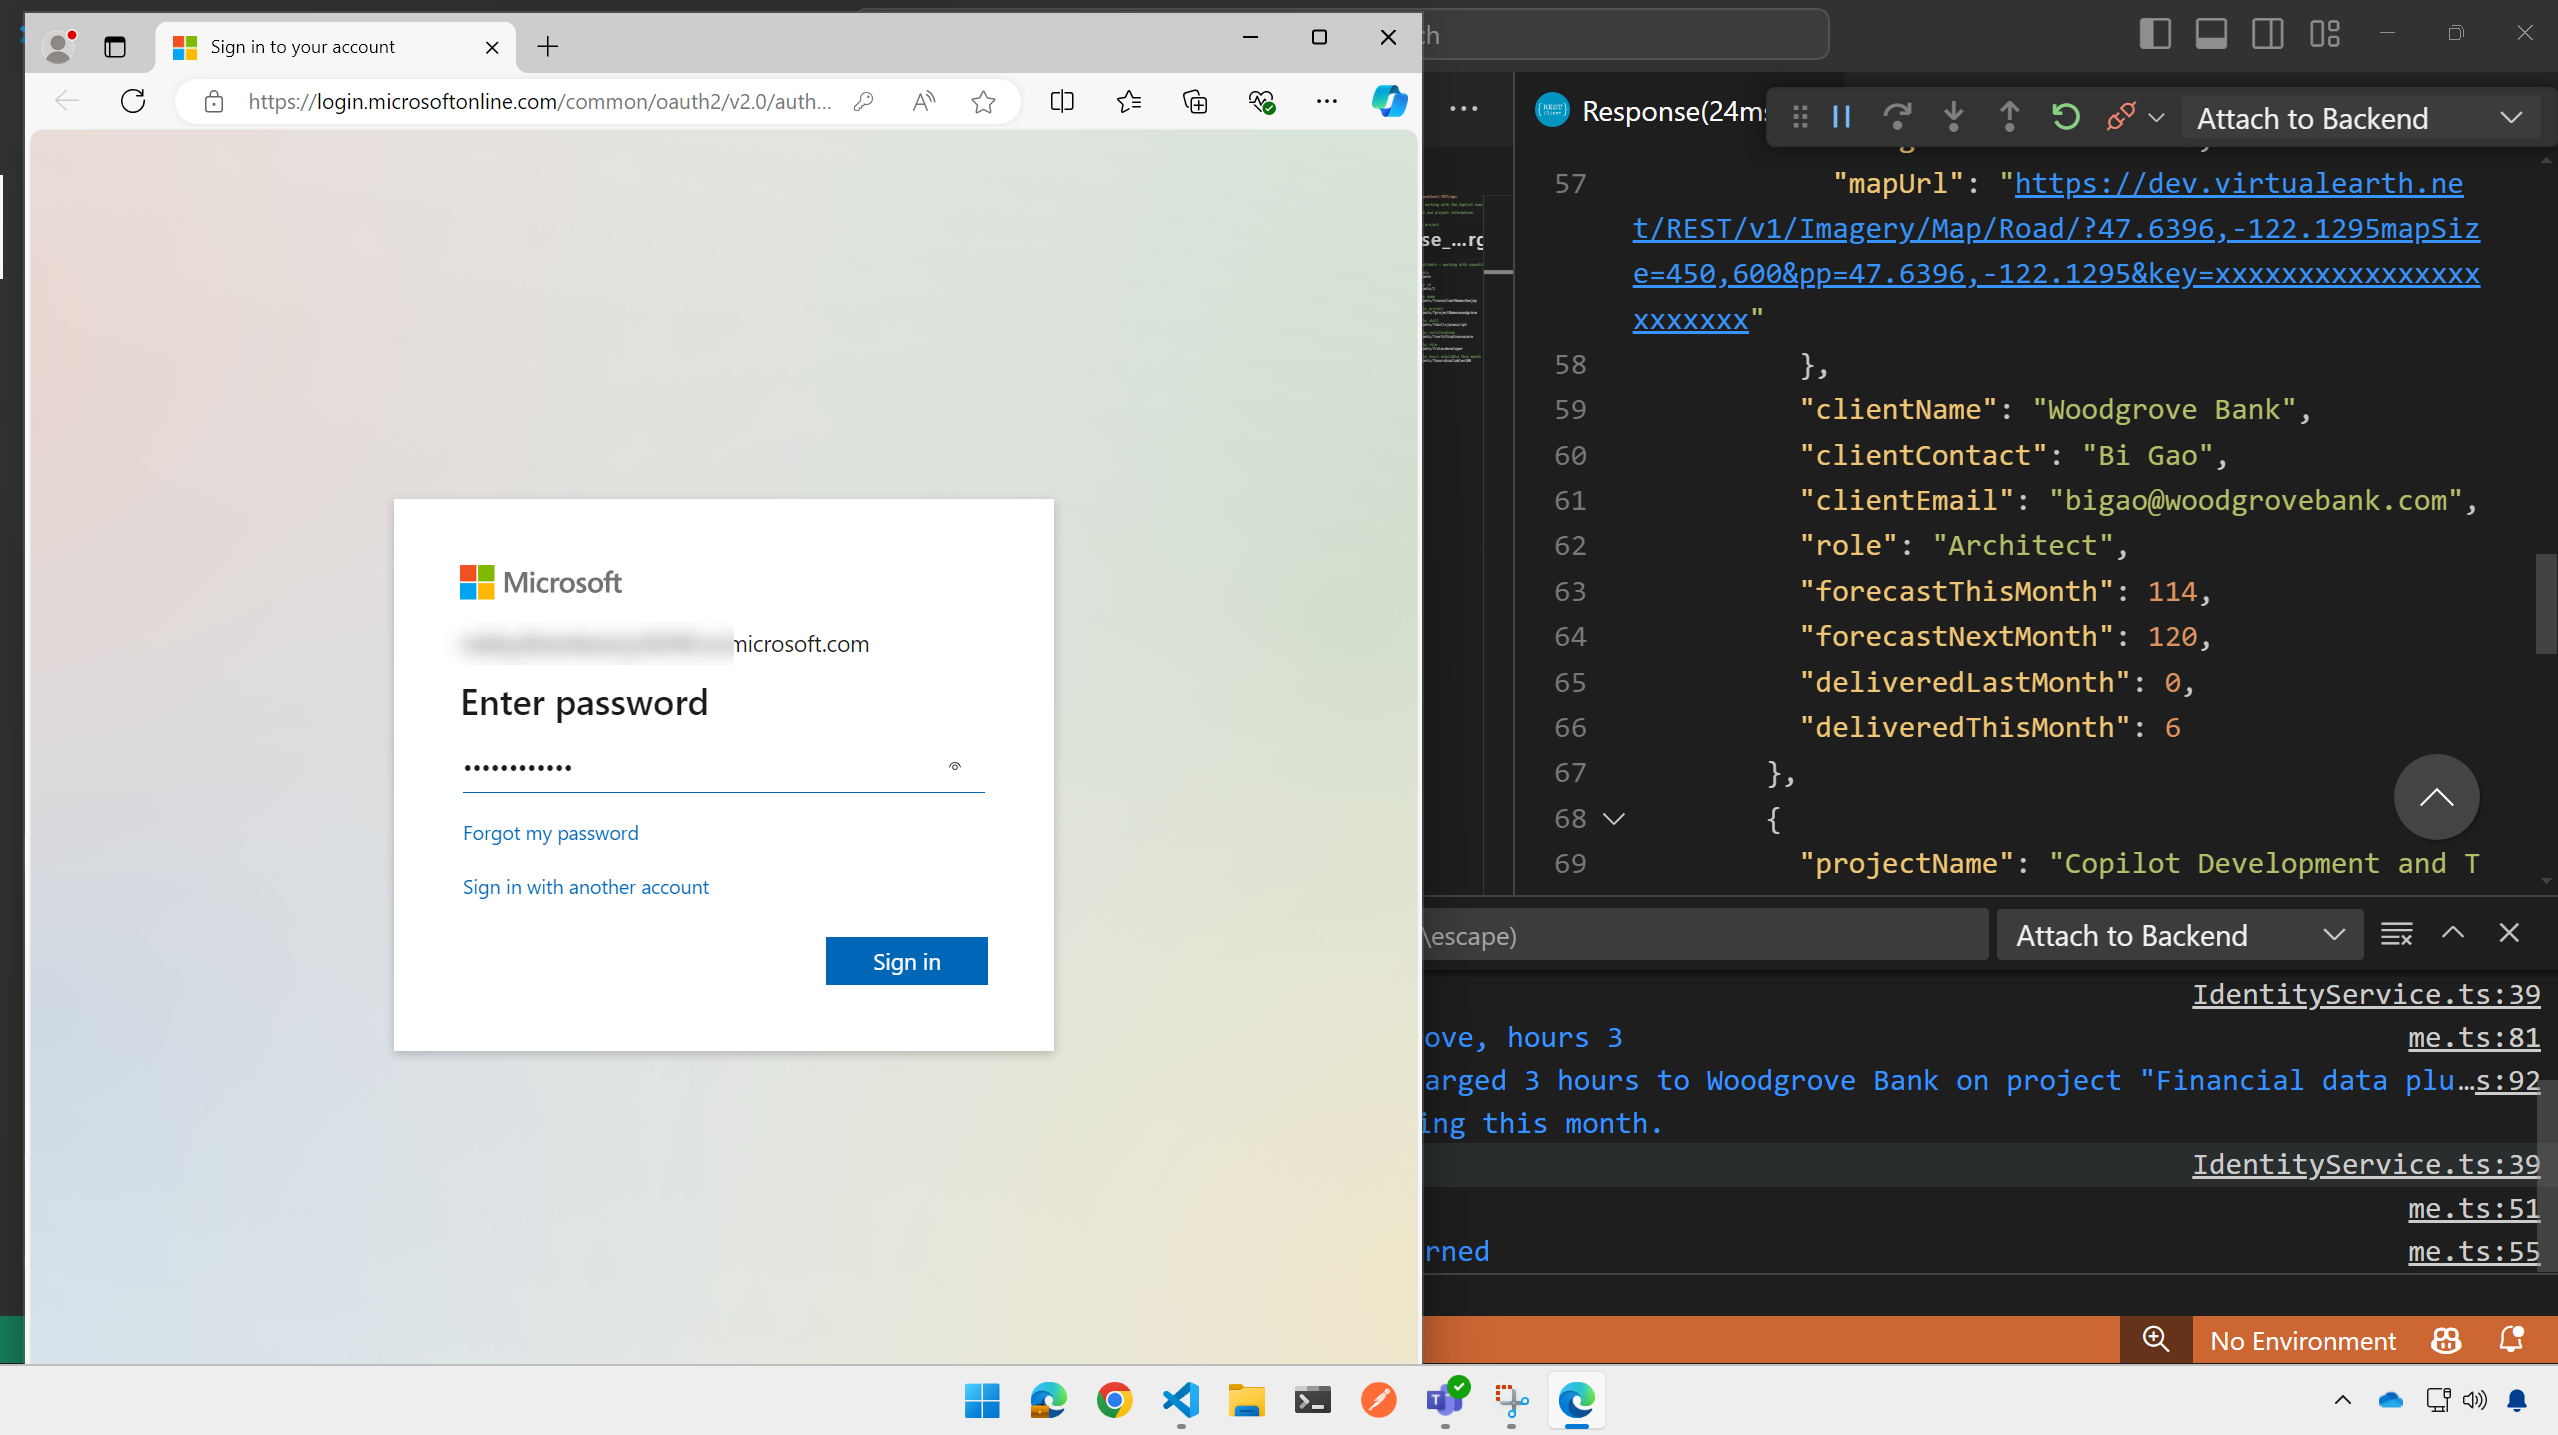 Sign in to your account
https://login.microsoftonline.com/common/oauth2/v2.0/auth...
Microsoft
microsoft.com
Enter password
••••••••••••
Forgot my password
Sign in with another account
Sign in
ch
Response(24ms
Attach to Backend
57 "mapUrl": "https://dev.virtualearth.ne
t/REST/v1/Imagery/Map/Road/?47.6396,-122.1295mapSiz
e=450,600&pp=47.6396,-122.1295&key=xxxxxxxxxxxxxxxx
xxxxxxx"
58 },
59 "clientName": "Woodgrove Bank",
60 "clientContact": "Bi Gao",
61 "clientEmail": "bigao@woodgrovebank.com",
62 "role": "Architect",
63 "forecastThisMonth": 114,
64 "forecastNextMonth": 120,
65 "deliveredLastMonth": 0,
66 "deliveredThisMonth": 6
67 },
68 {
69 "projectName": "Copilot Development and T
se_...rg
\escape)
Attach to Backend
IdentityService.ts:39
ove, hours 3 me.ts:81
arged 3 hours to Woodgrove Bank on project "Financial data plu…s:92
ing this month.
IdentityService.ts:39
me.ts:51
rned me.ts:55
No Environment